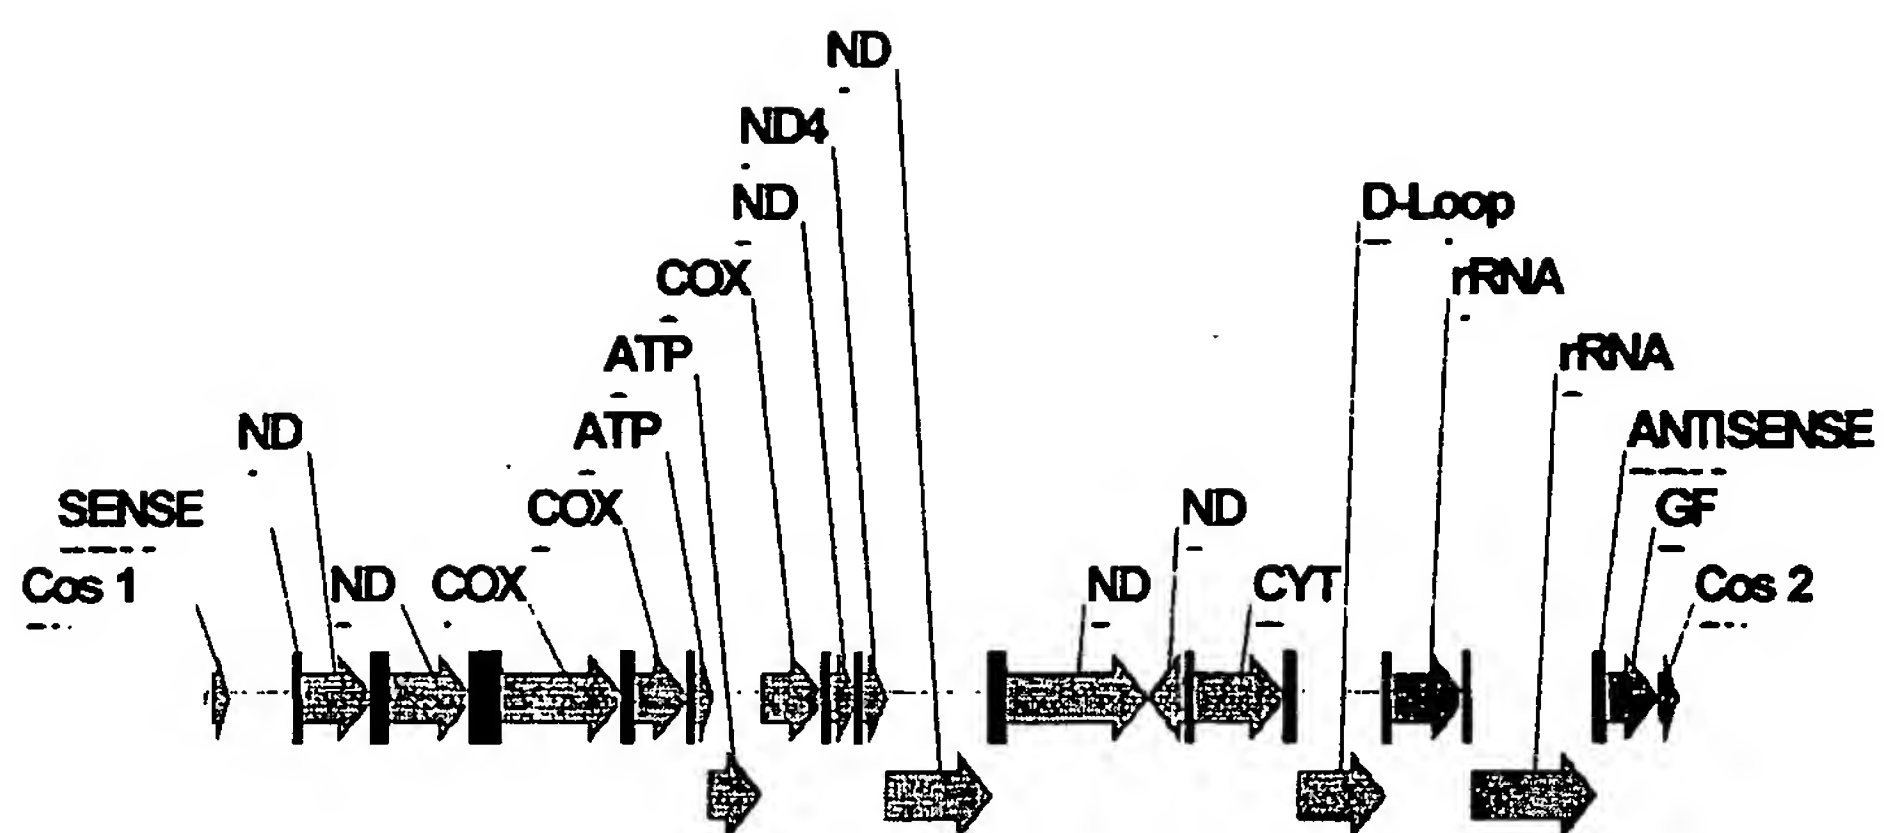 ND
ND4
ND
D-Loop
COX
rRNA
ATP
rRNA
ND
ATP
ANTISENSE
SENSE
COX
ND
GF
Cos 1
ND
COX
ND
CYT
Cos 2